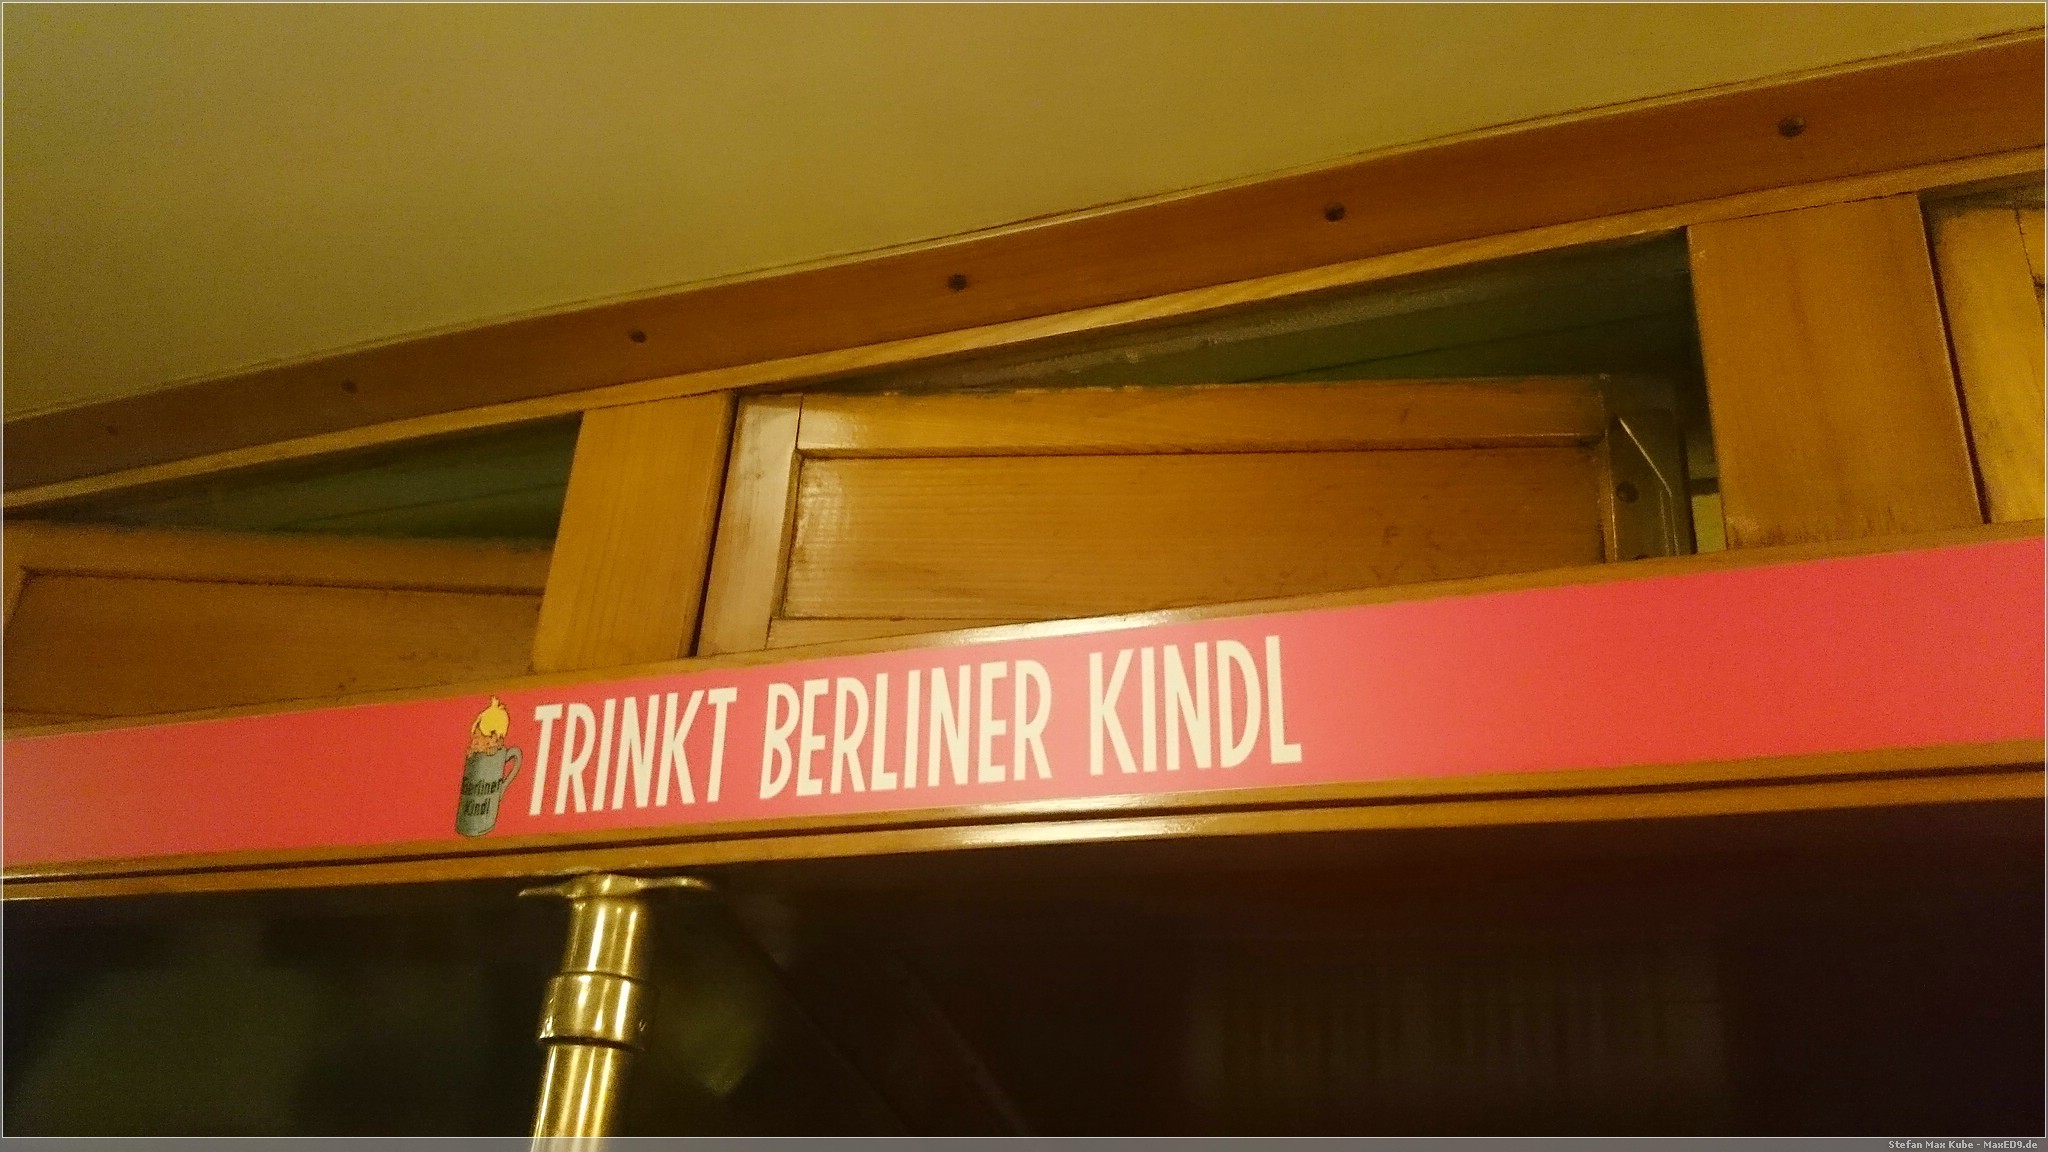 TRINKT BERLINER KINDL
Berliner
Kindl
Stefan Max Kube - MaxED9.de